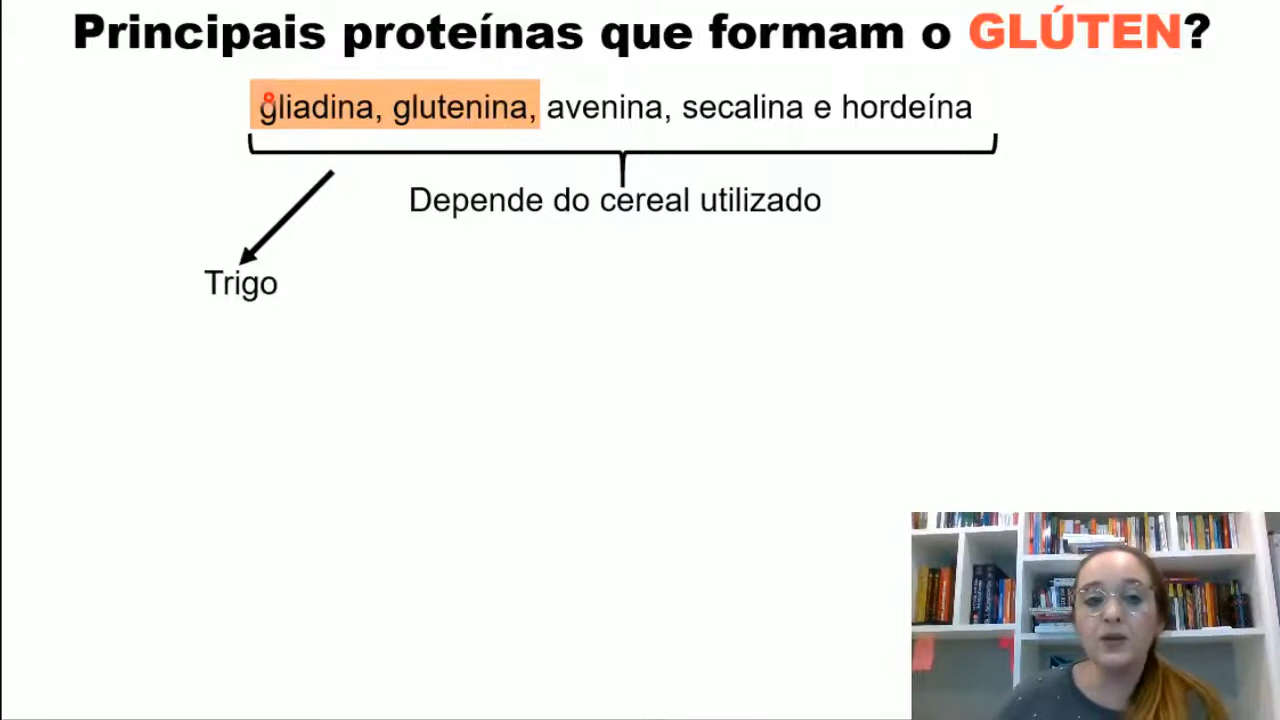 Principais proteínas que formam o GLÚTEN?
gliadina, glutenina, avenina, secalina e hordeína
Depende do cereal utilizado
Trigo